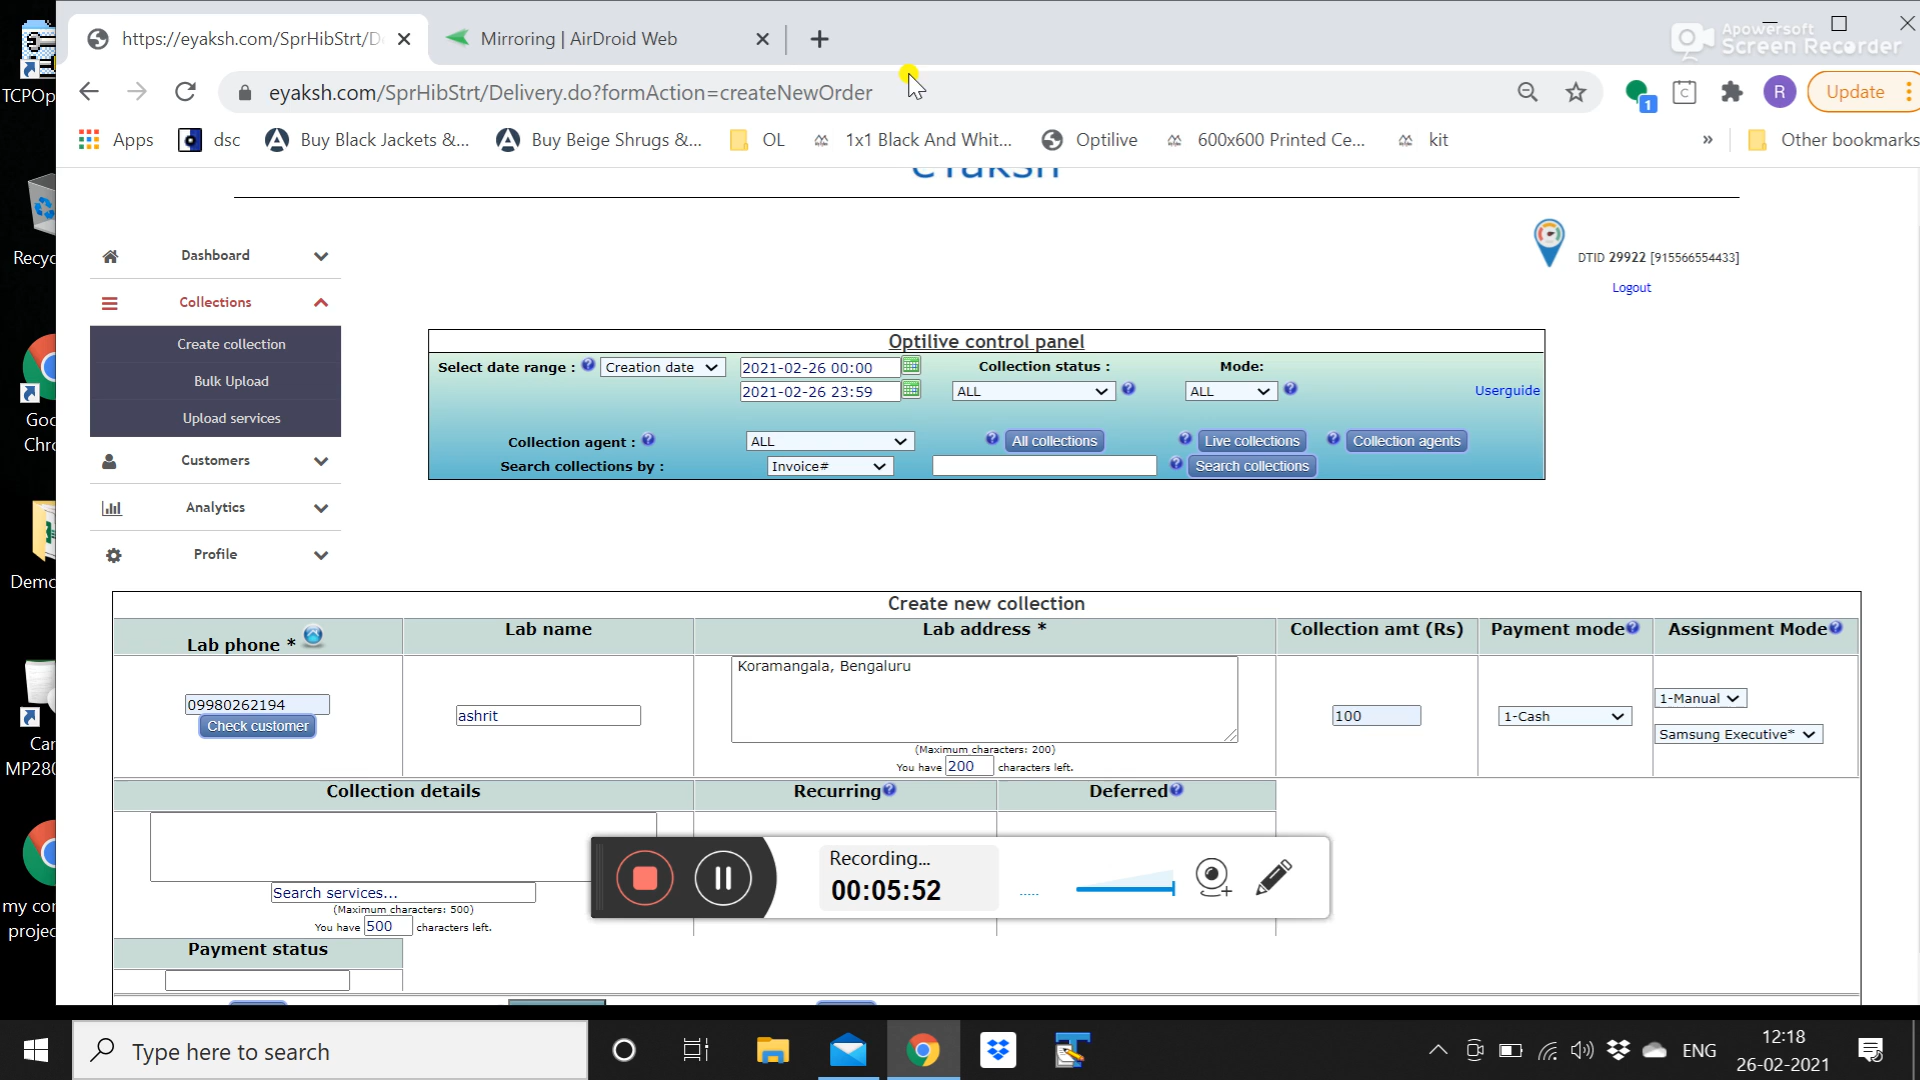 TCPOp
Recyc
Goo
Chro
Demo
Car
MP280
my cor
projec
https://eyaksh.com/SprHibStrt/De
Mirroring | AirDroid Web
Apowersoft
Screen Recorder
eyaksh.com/SprHibStrt/Delivery.do?formAction=createNewOrder
1
R
Update
Apps
dsc
Buy Black Jackets &...
Buy Beige Shrugs &...
OL
1x1 Black And Whit...
Optilive
600x600 Printed Ce...
kit
»
Other bookmarks
eYaksh
DTID 29922 [915566554433]
Logout
Dashboard
Collections
Create collection
Bulk Upload
Upload services
Customers
Analytics
Profile
Optilive control panel
Select date range :
Creation date
2021-02-26 00:00
2021-02-26 23:59
Collection status :
ALL
Mode:
ALL
Userguide
Collection agent :
ALL
All collections
Live collections
Collection agents
Search collections by :
Invoice#
Search collections
Create new collection
Lab phone *
Lab name
Lab address *
Collection amt (Rs)
Payment mode
Assignment Mode
09980262194
Check customer
ashrit
Koramangala, Bengaluru
(Maximum characters: 200)
You have 200 characters left.
100
1-Cash
1-Manual
Samsung Executive*
Collection details
Recurring
Deferred
Search services...
(Maximum characters: 500)
You have 500 characters left.
Payment status
Recording...
00:05:52
Type here to search
ENG
12:18
26-02-2021